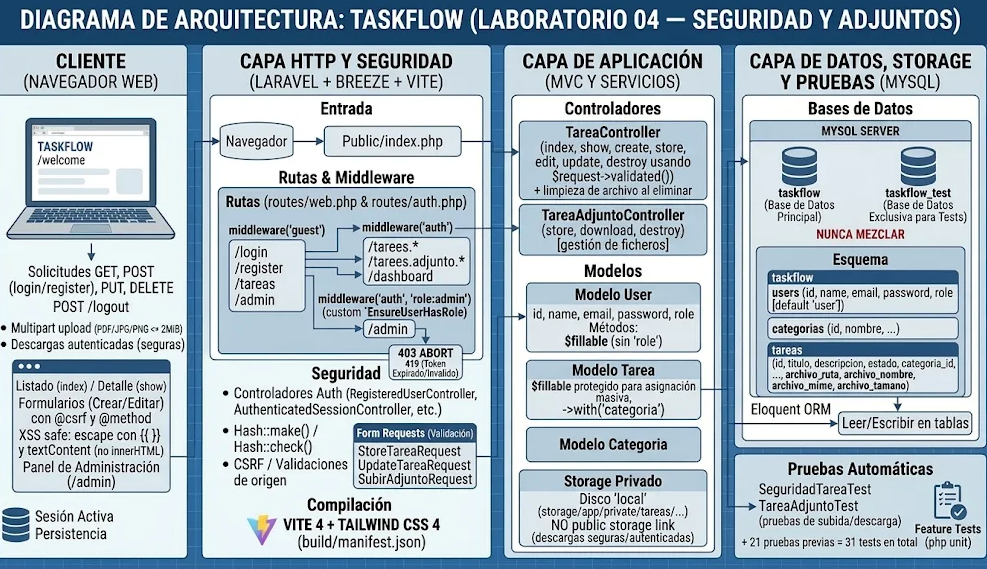 DIAGRAMA DE ARQUITECTURA: TASKFLOW (LABORATORIO 04 — SEGURIDAD Y ADJUNTOS)
CLIENTE
(NAVEGADOR WEB)
TASKFLOW
/welcome
Solicitudes GET, POST
(login/register), PUT, DELETE
POST /logout
• Multipart upload (PDF/JPG/PNG <= 2MiB)
• Descargas autenticadas (seguras)
Listado (index) / Detalle (show)
Formularios (Crear/Editar)
con @csrf y @method
XSS safe: escape con {{ }}
y textContent (no innerHTML)
Panel de Administración
(/admin)
Sesión Activa
Persistencia
CAPA HTTP Y SEGURIDAD
(LARAVEL + BREEZE + VITE)
Entrada
Navegador
Public/index.php
Rutas & Middleware
Rutas (routes/web.php & routes/auth.php)
middleware('guest')
/login
/register
/tareas
/admin
middleware('auth')
/tarees.*
/tarees.adjunto.*
/dashboard
middleware('auth', 'role:admin')
(custom 'EnsureUserHasRole)
/admin
403 ABORT
419 (Token
Expirado/Invalido)
Seguridad
• Controladores Auth (RegisteredUserController,
AuthenticatedSessionController, etc.)
• Hash::make() /
Hash::check()
• CSRF / Validaciones
de origen
Form Requests (Validación)
StoreTareaRequest
UpdateTareaRequest
SubirAdjuntoRequest
Compilación
VITE 4 + TAILWIND CSS 4
(build/manifest.json)
CAPA DE APLICACIÓN
(MVC Y SERVICIOS)
Controladores
TareaController
(index, show, create, store,
edit, update, destroy usando
$request->validated())
+ limpieza de archivo al eliminar
TareaAdjuntoController
(store, download, destroy)
[gestión de ficheros]
Modelos
Modelo User
id, name, email, password, role
Métodos:
$fillable (sin 'role')
Modelo Tarea
$fillable protegido para asignación
masiva,
->with('categoria')
Modelo Categoria
Storage Privado
Disco 'local'
(storage/app/private/tareas/...)
NO public storage link
(descargas seguras/autenticadas)
CAPA DE DATOS, STORAGE
Y PRUEBAS (MYSQL)
Bases de Datos
MYSQL SERVER
taskflow
(Base de Datos
Principal)
taskflow_test
(Base de Datos
Exclusiva para Tests)
NUNCA MEZCLAR
Esquema
taskflow
users (id, name, email, password, role
[default 'user'])
categorias (id, nombre, ...)
tareas
(id, titulo, descripcion, estado, categoria_id,
..., archivo_ruta, archivo_nombre,
archivo_mime, archivo_tamano)
Eloquent ORM
Leer/Escribir en tablas
Pruebas Automáticas
SeguridadTareaTest
TareaAdjuntoTest
(pruebas de subida/descarga)
+ 21 pruebas previas = 31 tests en total
Feature Tests
(php unit)